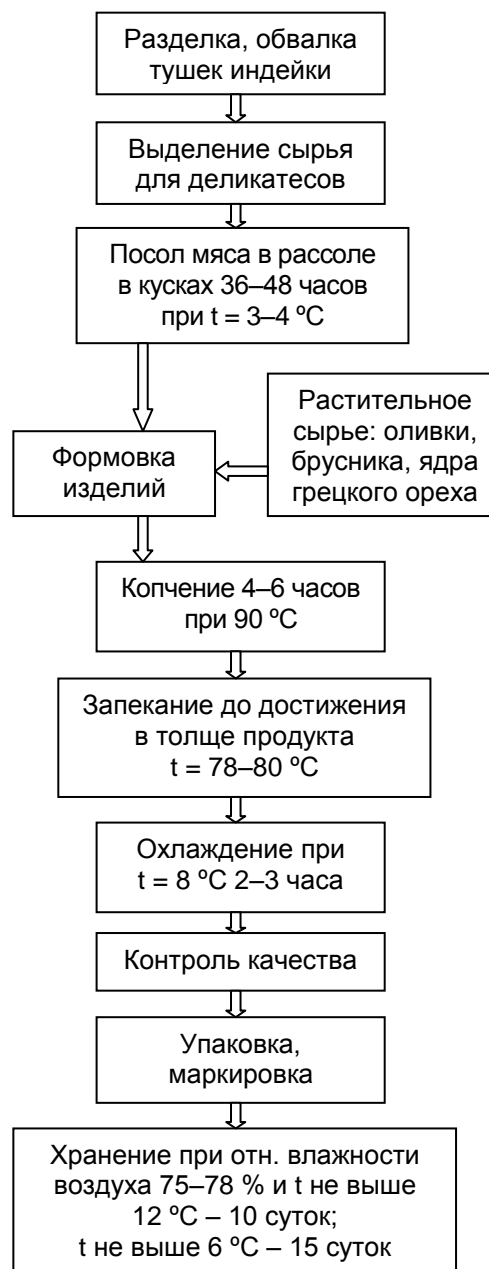 Разделка, обвалка
тушек индейки
Выделение сырья
для деликатесов
Посол мяса в рассоле
в кусках 36–48 часов
при t = 3–4 ºС
Растительное
сырье: оливки,
брусника, ядра
грецкого ореха
Формовка
изделий
Копчение 4–6 часов
при 90 ºС
Запекание до достижения
в толще продукта
t = 78–80 ºС
Охлаждение при
t = 8 ºС 2–3 часа
Контроль качества
Упаковка,
маркировка
Хранение при отн. влажности
воздуха 75–78 % и t не выше
12 ºС – 10 суток;
t не выше 6 ºС – 15 суток